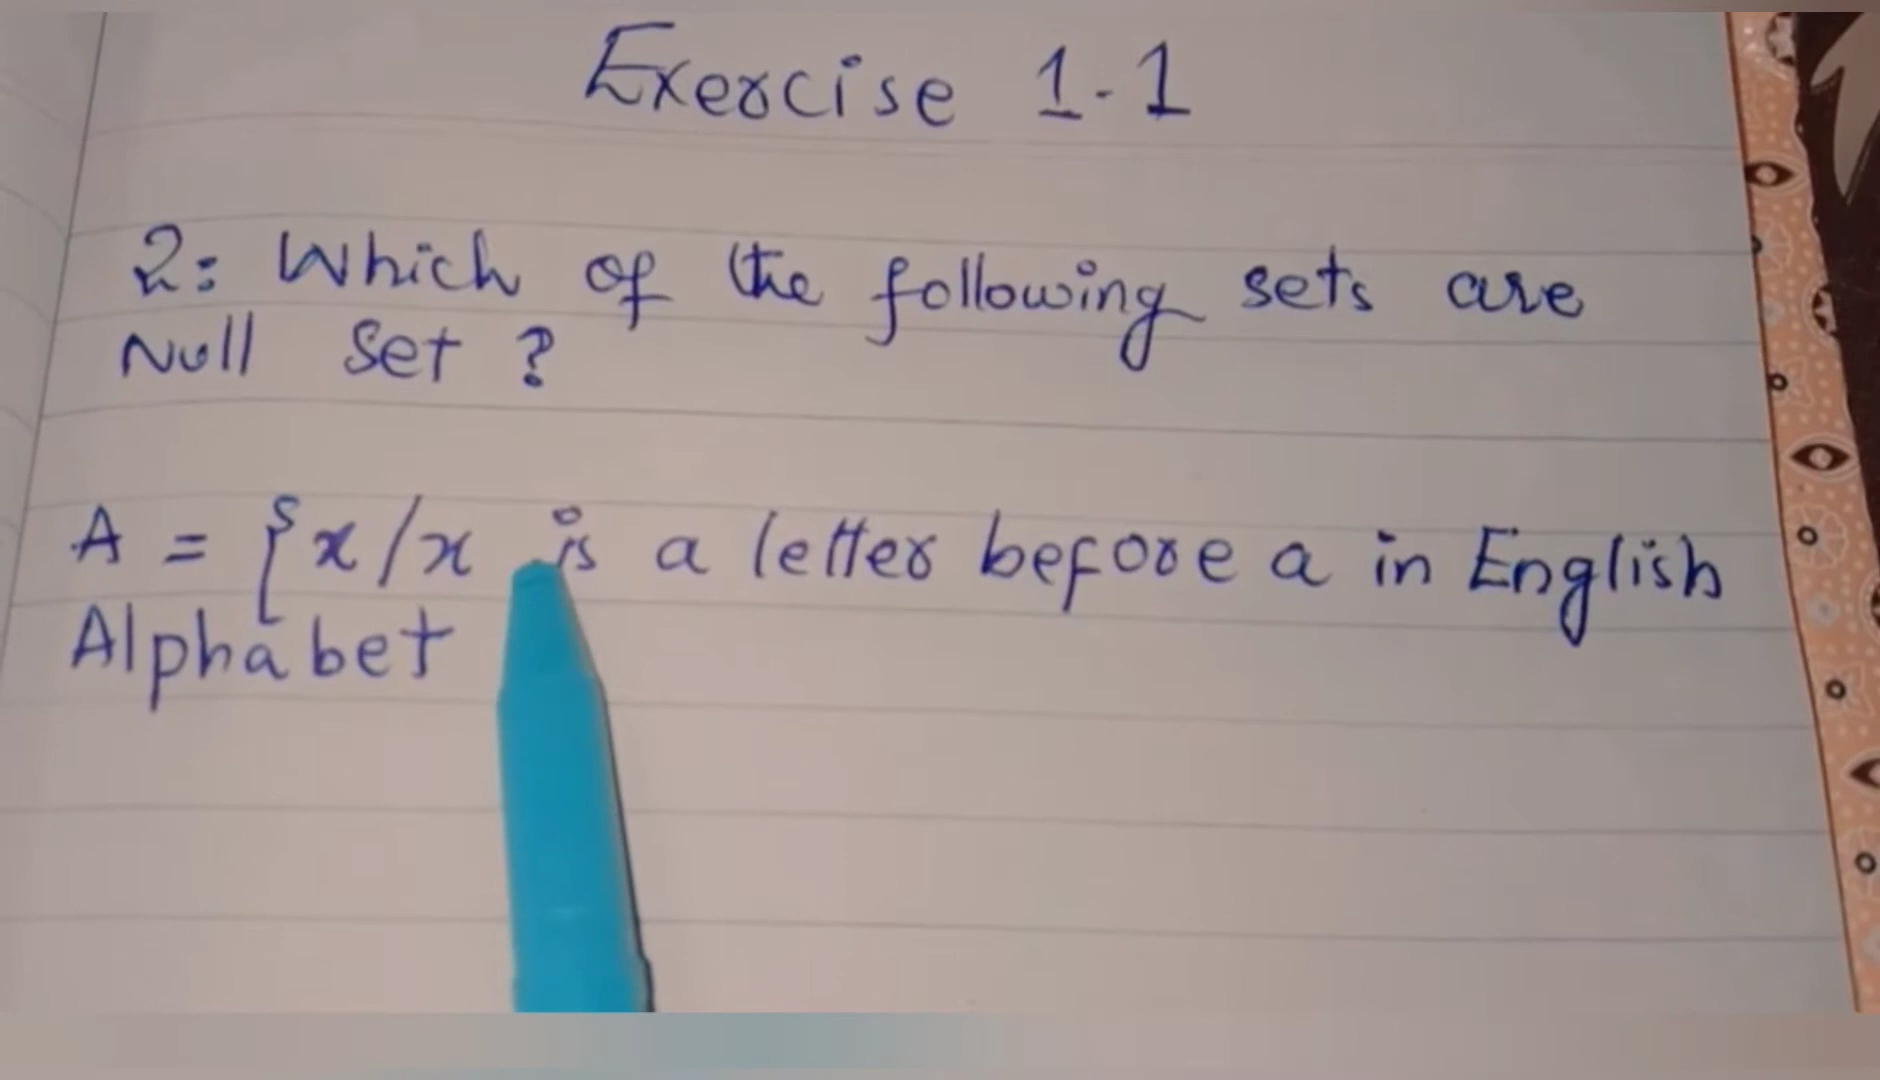 Exercise 1-1
2: Which of the following sets are
Null set ?
A = { x/x is a letter before a in English
Alphabet